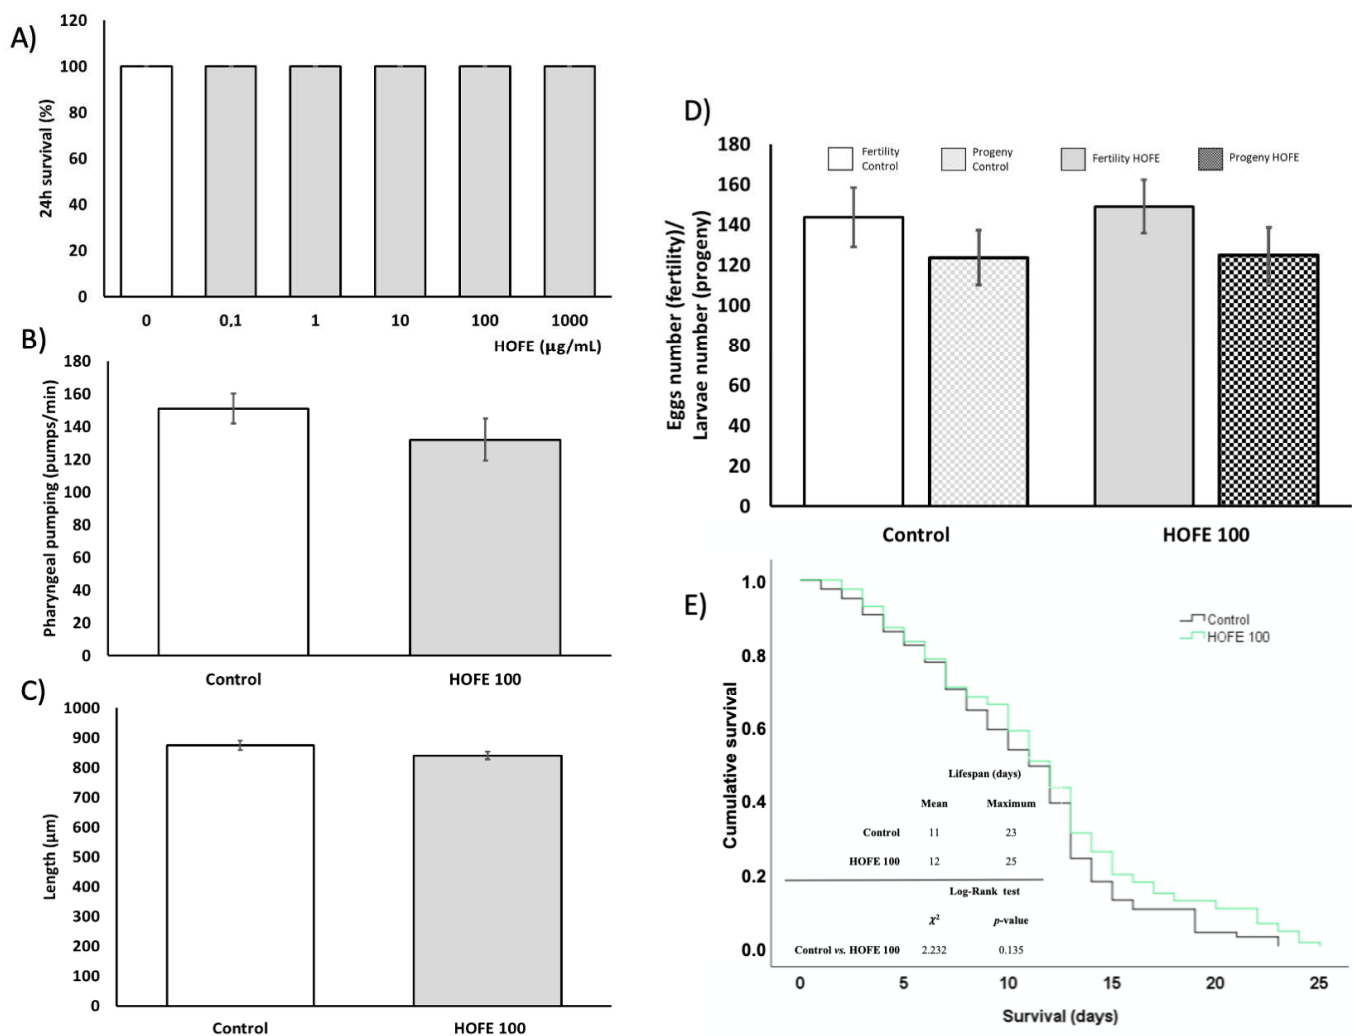 A)
120
100
80
60
40
20
0
24h survival (%)
0 0,1 1 10 100 1000
HOFE (μg/mL)
B)
180
160
140
120
100
80
60
40
20
0
Pharyngeal pumping (pumps/min)
Control HOFE 100
C)
1000
900
800
700
600
500
400
300
200
100
0
Length (μm)
Control HOFE 100
D)
180
160
140
120
100
80
60
40
20
0
Eggs number (fertility)/
Larvae number (progeny)
Fertility
Control
Progeny
Control
Fertility HOFE
Progeny HOFE
Control HOFE 100
E)
1.0
0.8
0.6
0.4
0.2
0.0
Cumulative survival
Control
HOFE 100
Lifespan (days)
Mean Maximum
Control 11 23
HOFE 100 12 25
Log-Rank test
χ² p-value
Control vs. HOFE 100 2.232 0.135
0 5 10 15 20 25
Survival (days)